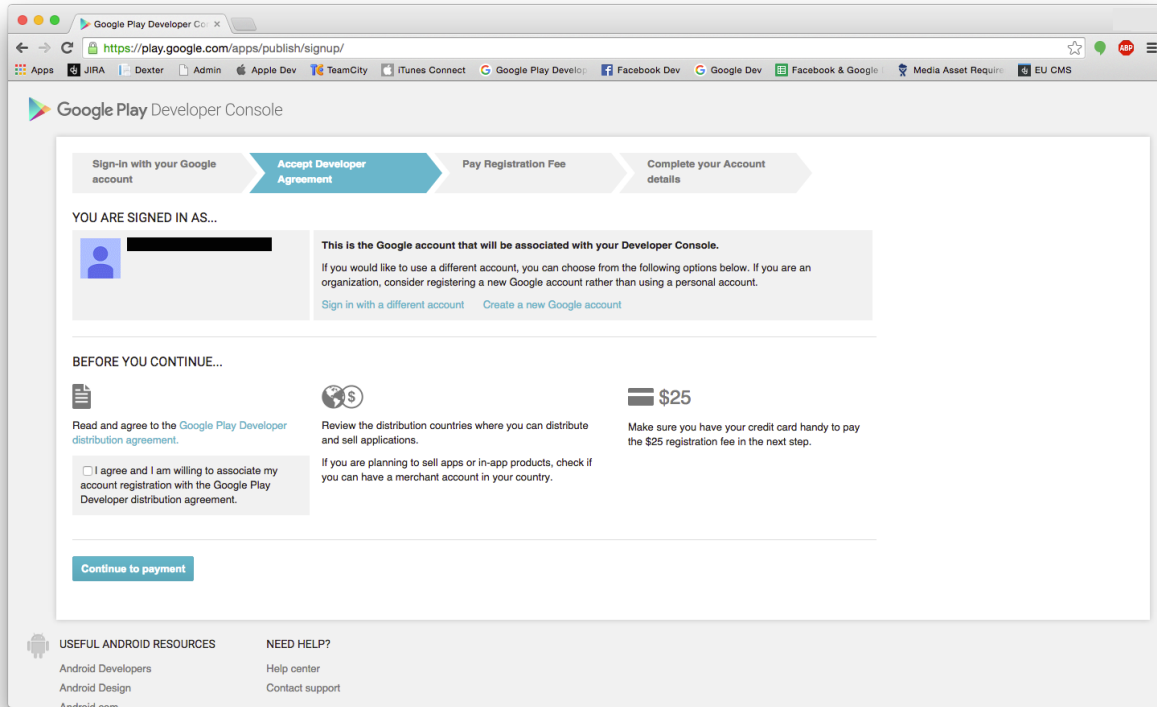 Google Play Developer Co
https://play.google.com/apps/publish/signup/
ABP
Apps JIRA Dexter Admin Apple Dev TeamCity iTunes Connect Google Play Develop Facebook Dev Google Dev Facebook & Google Media Asset Require EU CMS
Google Play Developer Console
Sign-in with your Google account
Accept Developer Agreement
Pay Registration Fee
Complete your Account details
YOU ARE SIGNED IN AS...
This is the Google account that will be associated with your Developer Console.
If you would like to use a different account, you can choose from the following options below. If you are an
organization, consider registering a new Google account rather than using a personal account.
Sign in with a different account Create a new Google account
BEFORE YOU CONTINUE...
Read and agree to the Google Play Developer
distribution agreement.
I agree and I am willing to associate my
account registration with the Google Play
Developer distribution agreement.
$
Review the distribution countries where you can distribute
and sell applications.
If you are planning to sell apps or in-app products, check if
you can have a merchant account in your country.
$25
Make sure you have your credit card handy to pay
the $25 registration fee in the next step.
Continue to payment
USEFUL ANDROID RESOURCES
Android Developers
Android Design
Android.com
NEED HELP?
Help center
Contact support